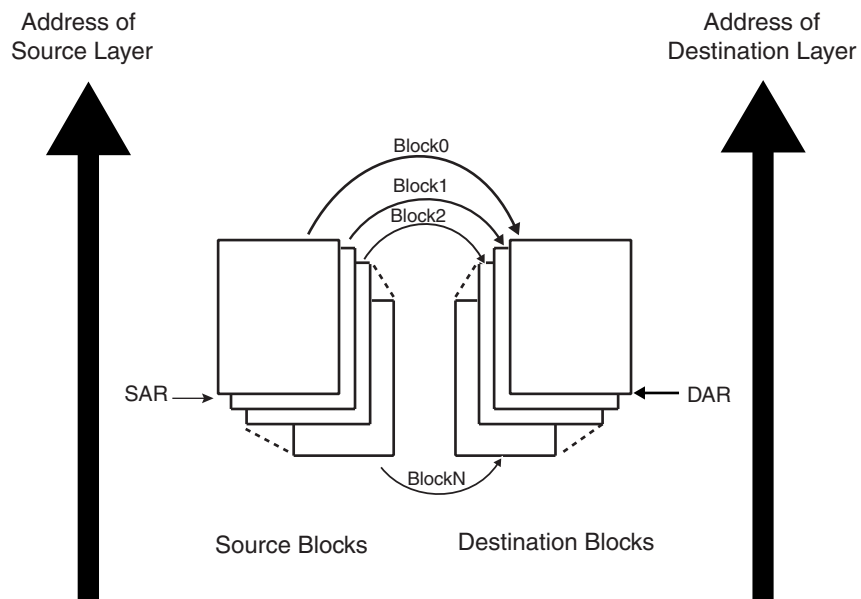 Address of
Source Layer
Address of
Destination Layer
Block0
Block1
Block2
SAR
DAR
BlockN
Source Blocks
Destination Blocks